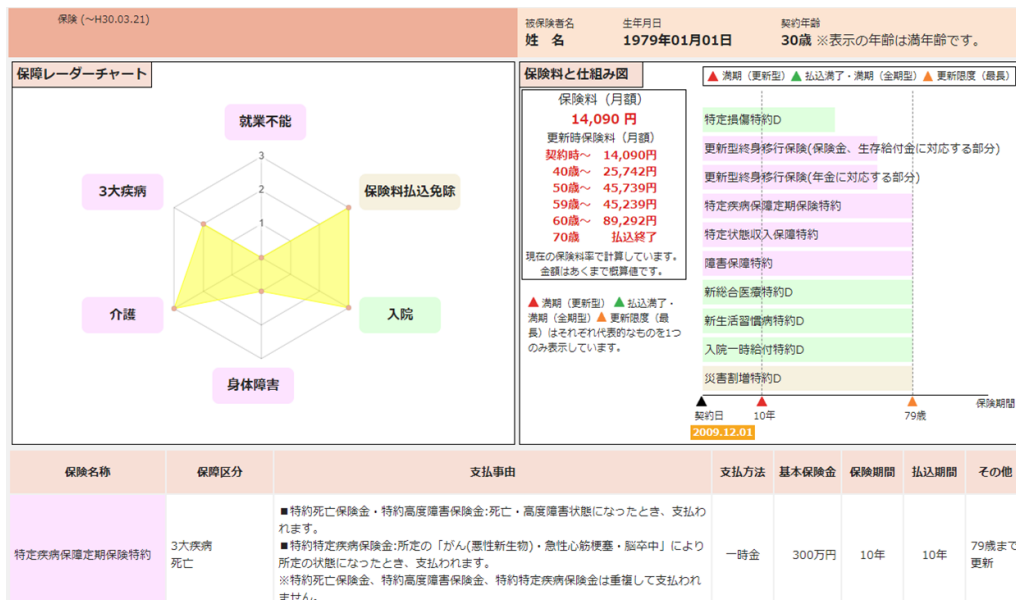 保険 (～H30.03.21)
被保険者名
姓 名
生年月日
1979年01月01日
契約年齢
30歳 ※表示の年齢は満年齢です。
保障レーダーチャート
就業不能
3
2
1
3大疾病
保険料払込免除
介護
入院
身体障害
保険料と仕組み図
保険料（月額）
14,090 円
更新時保険料（月額）
契約時～ 14,090円
40歳～ 25,742円
50歳～ 45,739円
59歳～ 45,239円
60歳～ 89,292円
70歳 払込終了
現在の保険料率で計算しています。
金額はあくまで概算値です。
▲満期（更新型）▲払込満了・
満期（全期型）▲更新限度（最
長）はそれぞれ代表的なものを1つ
のみ表示しています。
▲満期（更新型）▲払込満了・満期（全期型）▲更新限度（最長）
特定損傷特約D
更新型終身移行保険(保険金、生存給付金に対応する部分)
更新型終身移行保険(年金に対応する部分)
特定疾病保障定期保険特約
特定状態収入保障特約
障害保障特約
新総合医療特約D
新生活習慣病特約D
入院一時給付特約D
災害割増特約D
契約日
10年
79歳
保険期間
2009.12.01
保険名称 保障区分 支払事由 支払方法 基本保険金 保険期間 払込期間 その他
特定疾病保障定期保険特約
3大疾病
死亡
■特約死亡保険金・特約高度障害保険金:死亡・高度障害状態になったとき、支払わ
れます。
■特約特定疾病保険金:所定の「がん(悪性新生物)・急性心筋梗塞・脳卒中」により
所定の状態になったとき、支払われます。
※特約死亡保険金、特約高度障害保険金、特約特定疾病保険金は重複して支払われ
ません。
一時金
300万円
10年
10年
79歳まで
更新